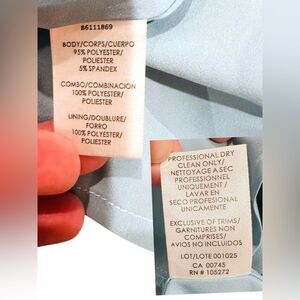 86111869
BODY/CORPS/CUERPO
95% POLYESTER/
POLIESTER
5% SPANDEX
COMBO/COMBINACION
100% POLYESTER/
POLIESTER
LINING/DOUBLURE/
FORRO
100% POLYESTER/
POLIESTER
PROFESSIONAL DRY
CLEAN ONLY/
NETTOYAGE A SEC
PROFESSIONNEL
UNIQUEMENT/
LAVAR EN
SECO PROFESIONAL
UNICAMENTE
EXCLUSIVE OF TRIMS/
GARNITURES NON
COMPRISES/
AVIOS NO INCLUIDOS
LOT/LOTE 001025
CA 00745
RN # 105272